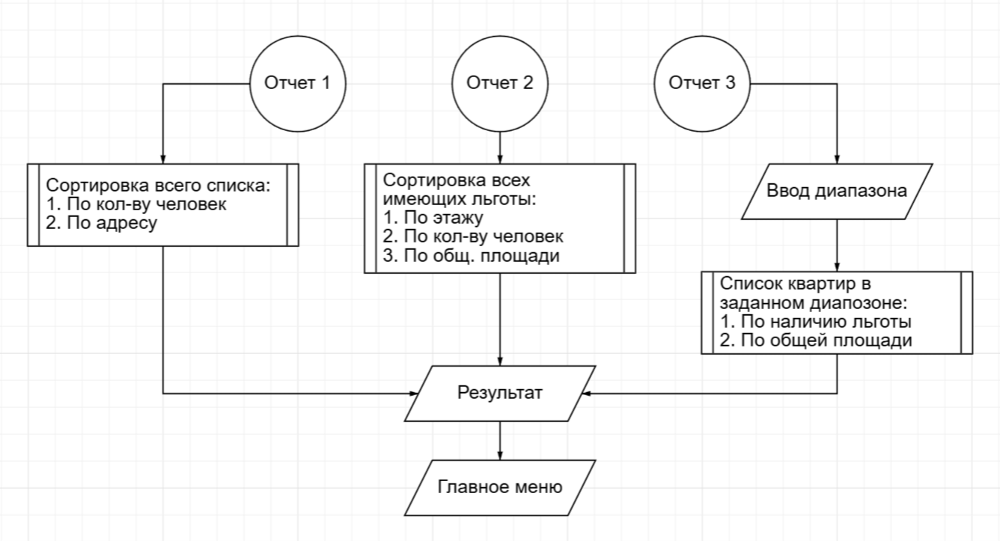 Отчет 1
Отчет 2
Отчет 3
Сортировка всего списка:
1. По кол-ву человек
2. По адресу
Сортировка всех
имеющих льготы:
1. По этажу
2. По кол-ву человек
3. По общ. площади
Ввод диапазона
Список квартир в
заданном диапозоне:
1. По наличию льготы
2. По общей площади
Результат
Главное меню